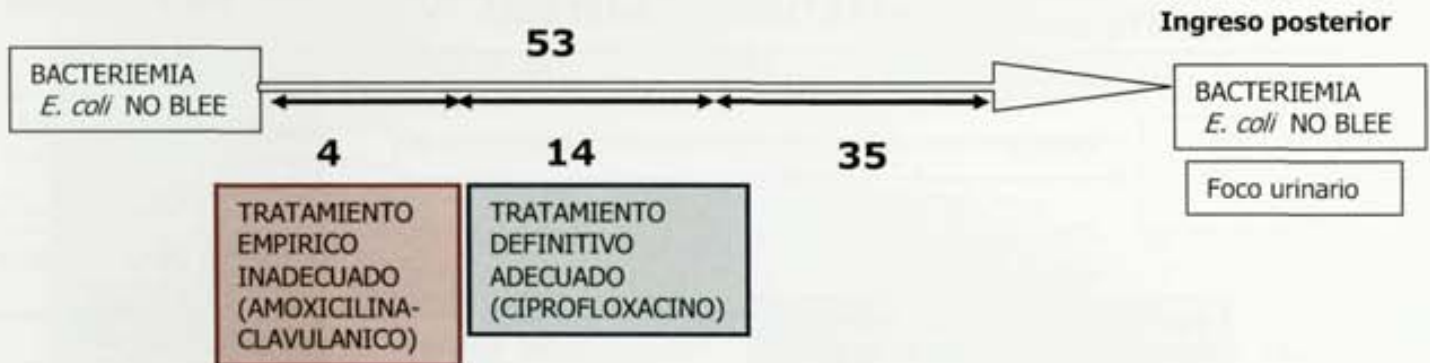 Ingreso posterior
53
BACTERIEMIA
E. coli NO BLEE
BACTERIEMIA
E. coli NO BLEE
4
14
35
Foco urinario
TRATAMIENTO
EMPIRICO
INADECUADO
(AMOXICILINA-
CLAVULANICO)
TRATAMIENTO
DEFINITIVO
ADECUADO
(CIPROFLOXACINO)